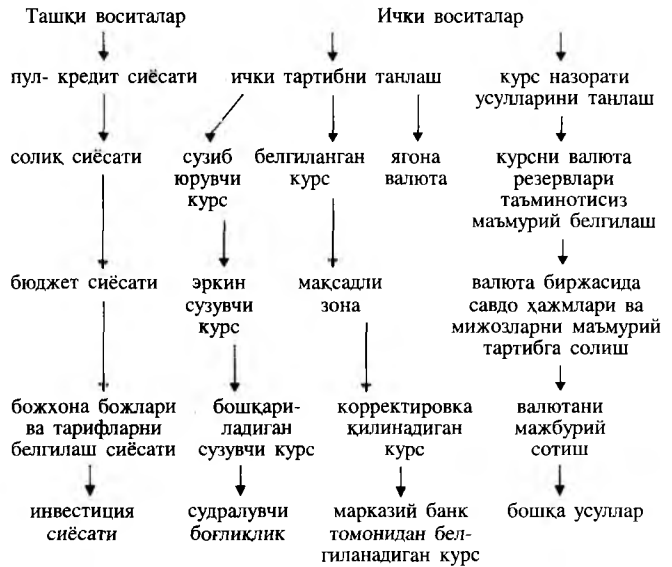 Ташқи воситалар
Ички воситалар
пул- кредит сиёсати
ички тартибни танлаш
курс назорати
усулларини танлаш
солиқ сиёсати
сузиб
юрувчи
курс
белгиланган
курс
ягона
валюта
курсни валюта
резервлари
таъминотисиз
маъмурий белгилаш
бюджет сиёсати
эркин
сузувчи
курс
мақсадли
зона
валюта биржасида
савдо ҳажмлари ва
мижозларни маъмурий
тартибга солиш
божхона божлари
ва тарифларни
белгилаш сиёсати
бошқари-
ладиган
сузувчи курс
корректировка
қилинадиган
курс
валютани
мажбурий
сотиш
инвестиция
сиёсати
судралувчи
боғлиқлик
марказий банк
томонидан бел-
гиланадиган курс
бошқа усуллар